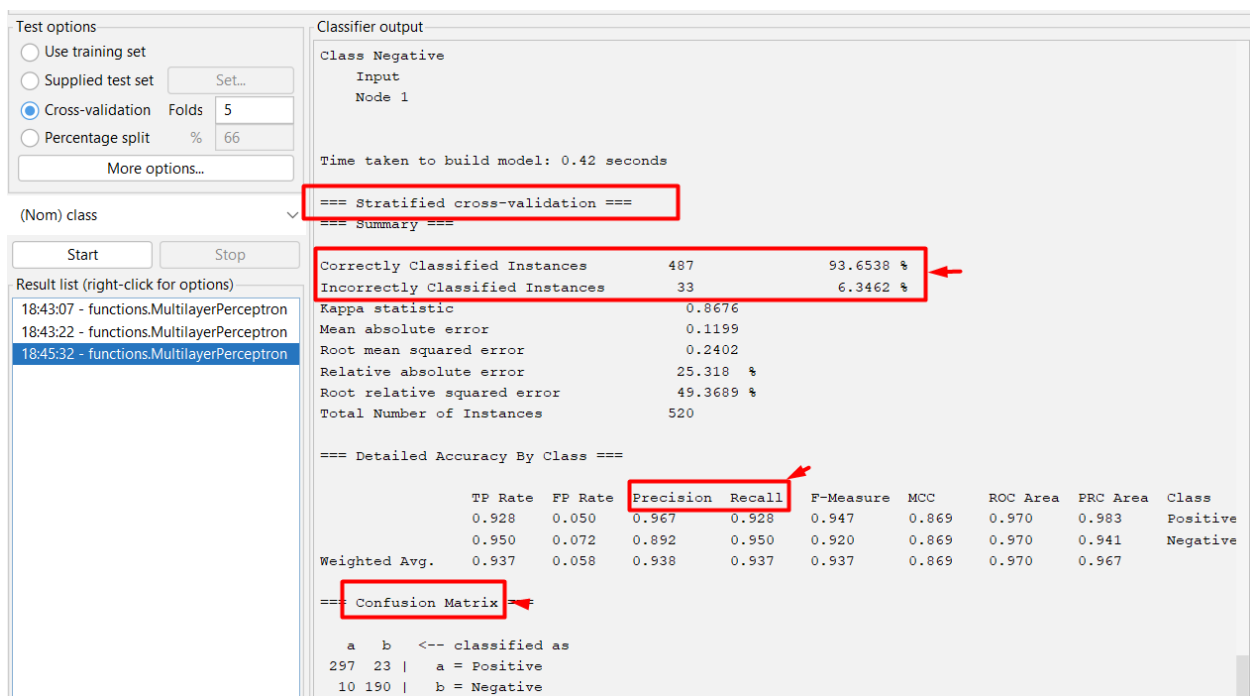 Test options
Use training set
Supplied test set Set...
Cross-validation Folds 5
Percentage split % 66
More options...
(Nom) class
Start Stop
Result list (right-click for options)
18:43:07 - functions.MultilayerPerceptron
18:43:22 - functions.MultilayerPerceptron
18:45:32 - functions.MultilayerPerceptron
Classifier output
Class Negative
Input
Node 1
Time taken to build model: 0.42 seconds
=== Stratified cross-validation ===
=== Summary ===
Correctly Classified Instances 487 93.6538 %
Incorrectly Classified Instances 33 6.3462 %
Kappa statistic 0.8676
Mean absolute error 0.1199
Root mean squared error 0.2402
Relative absolute error 25.318 %
Root relative squared error 49.3689 %
Total Number of Instances 520
=== Detailed Accuracy By Class ===
TP Rate FP Rate Precision Recall F-Measure MCC ROC Area PRC Area Class
0.928 0.050 0.967 0.928 0.947 0.869 0.970 0.983 Positive
0.950 0.072 0.892 0.950 0.920 0.869 0.970 0.941 Negative
Weighted Avg. 0.937 0.058 0.938 0.937 0.937 0.869 0.970 0.967
=== Confusion Matrix ===
a b <-- classified as
297 23 | a = Positive
10 190 | b = Negative